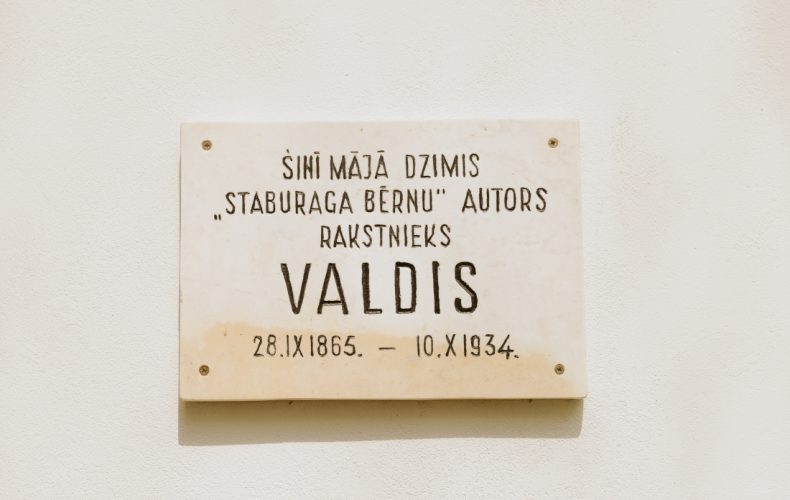 ŠINĪ MĀJĀ DZIMIS
„STABURAGA BĒRNU" AUTORS
RAKSTNIEKS
VALDIS
28.IX1865. – 10.X1934.